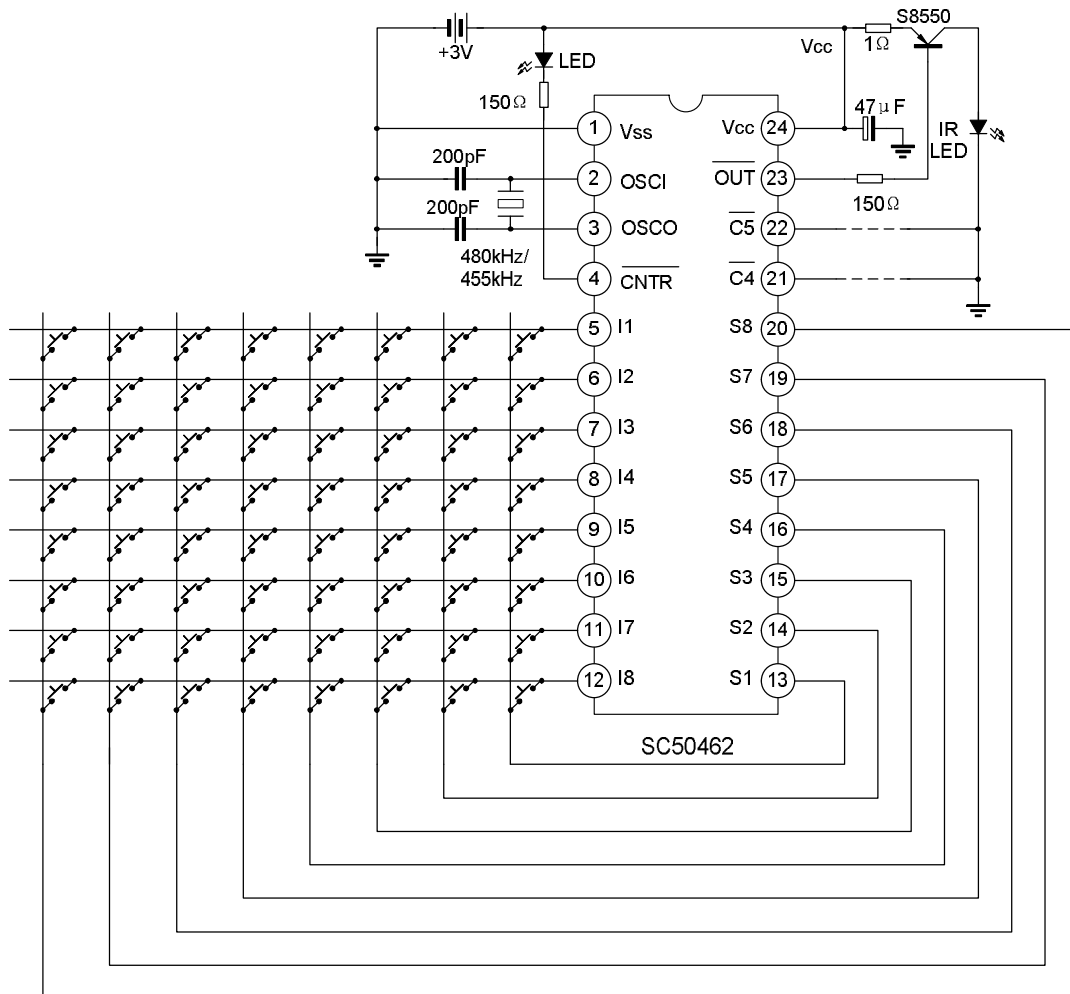 S8550
+3V
LED
Vcc
1Ω
150Ω
47μF
IR
LED
1
Vss
Vcc
24
200pF
2
OSCI
OUT
23
150Ω
200pF
3
OSCO
C5
22
480kHz/
455kHz
4
CNTR
C4
21
5
I1
S8
20
6
I2
S7
19
7
I3
S6
18
8
I4
S5
17
9
I5
S4
16
10
I6
S3
15
11
I7
S2
14
12
I8
S1
13
SC50462